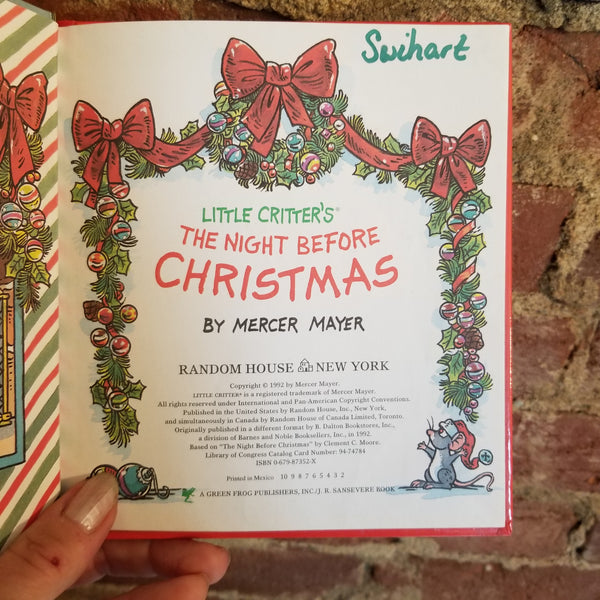 Swihart
LITTLE CRITTER'S®
THE NIGHT BEFORE
CHRISTMAS
BY MERCER MAYER
RANDOM HOUSE NEW YORK
Copyright © 1992 by Mercer Mayer.
LITTLE CRITTER® is a registered trademark of Mercer Mayer.
All rights reserved under International and Pan-American Copyright Conventions.
Published in the United States by Random House, Inc., New York,
and simultaneously in Canada by Random House of Canada Limited, Toronto.
Originally published in a different format by B. Dalton Bookstores, Inc.,
a division of Barnes and Noble Booksellers, Inc., in 1992.
Based on "The Night Before Christmas" by Clement C. Moore.
Library of Congress Catalog Card Number: 94-74784
ISBN 0-679-87352-X
Printed in Mexico 10 9 8 7 6 5 4 3 2
A GREEN FROG PUBLISHERS, INC./J. R. SANSEVERE BOOK